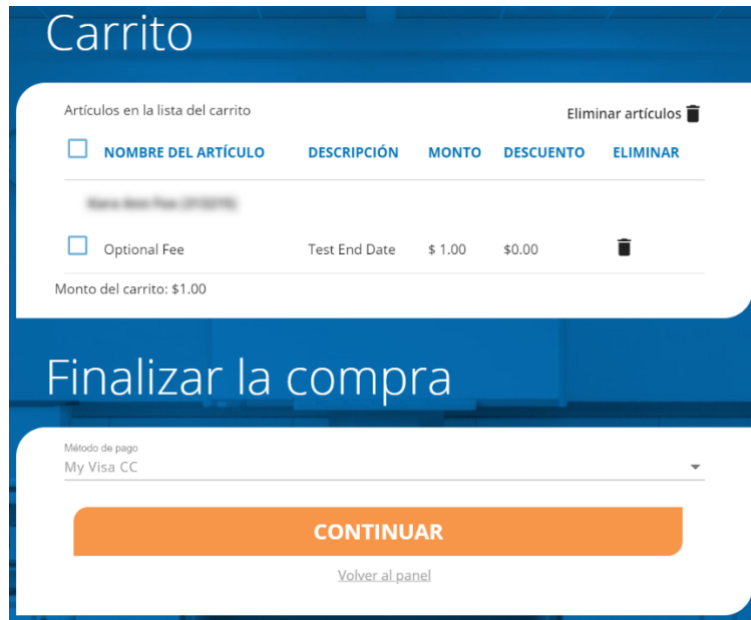 Carrito
Artículos en la lista del carrito Eliminar artículos
NOMBRE DEL ARTÍCULO DESCRIPCIÓN MONTO DESCUENTO ELIMINAR
Optional Fee Test End Date $ 1.00 $0.00
Monto del carrito: $1.00
Finalizar la compra
Método de pago
My Visa CC
CONTINUAR
Volver al panel